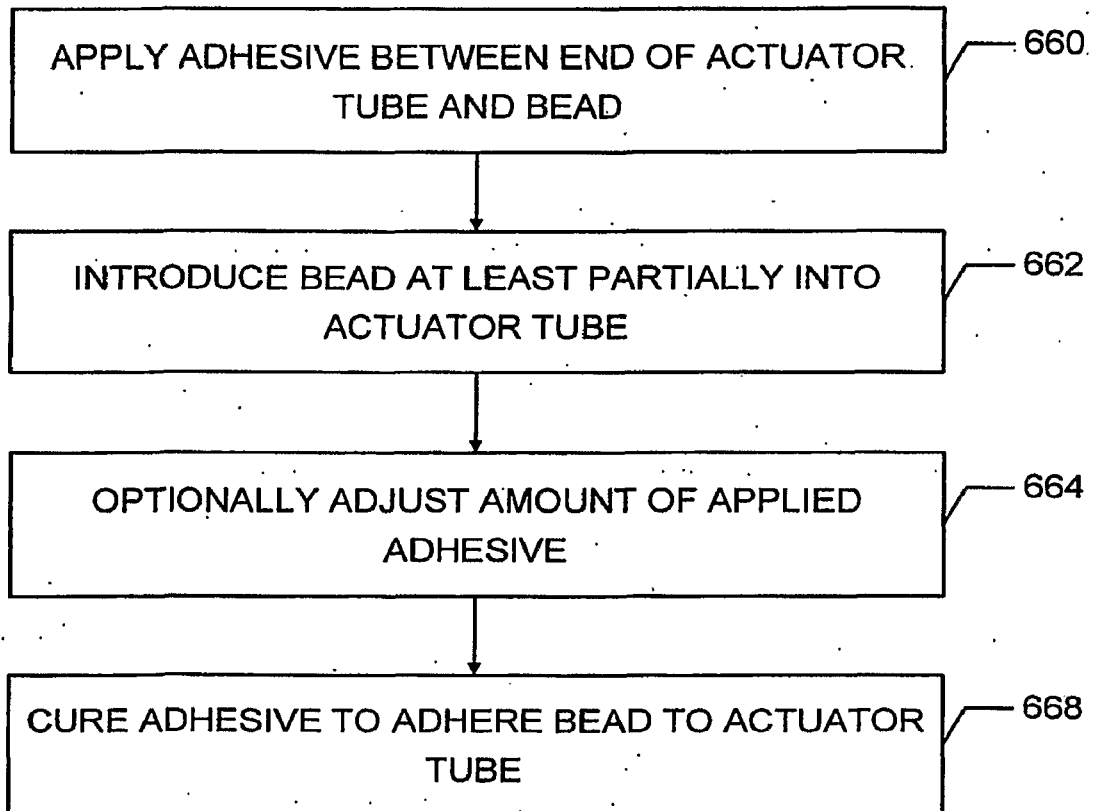 APPLY ADHESIVE BETWEEN END OF ACTUATOR
TUBE AND BEAD
660
INTRODUCE BEAD AT LEAST PARTIALLY INTO
ACTUATOR TUBE
662
OPTIONALLY ADJUST AMOUNT OF APPLIED
ADHESIVE
664
CURE ADHESIVE TO ADHERE BEAD TO ACTUATOR
TUBE
668